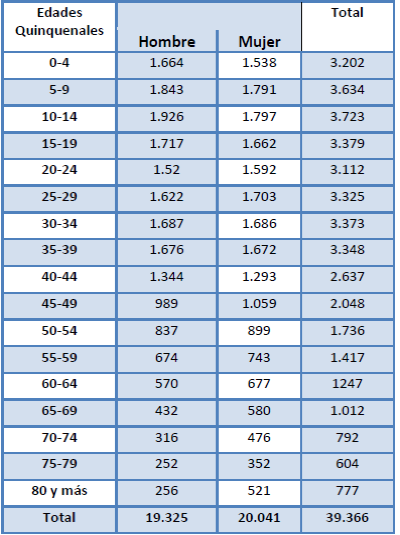 Edades Quinquenales Total
Hombre Mujer
0-4 1.664 1.538 3.202
5-9 1.843 1.791 3.634
10-14 1.926 1.797 3.723
15-19 1.717 1.662 3.379
20-24 1.52 1.592 3.112
25-29 1.622 1.703 3.325
30-34 1.687 1.686 3.373
35-39 1.676 1.672 3.348
40-44 1.344 1.293 2.637
45-49 989 1.059 2.048
50-54 837 899 1.736
55-59 674 743 1.417
60-64 570 677 1247
65-69 432 580 1.012
70-74 316 476 792
75-79 252 352 604
80 y más 256 521 777
Total 19.325 20.041 39.366